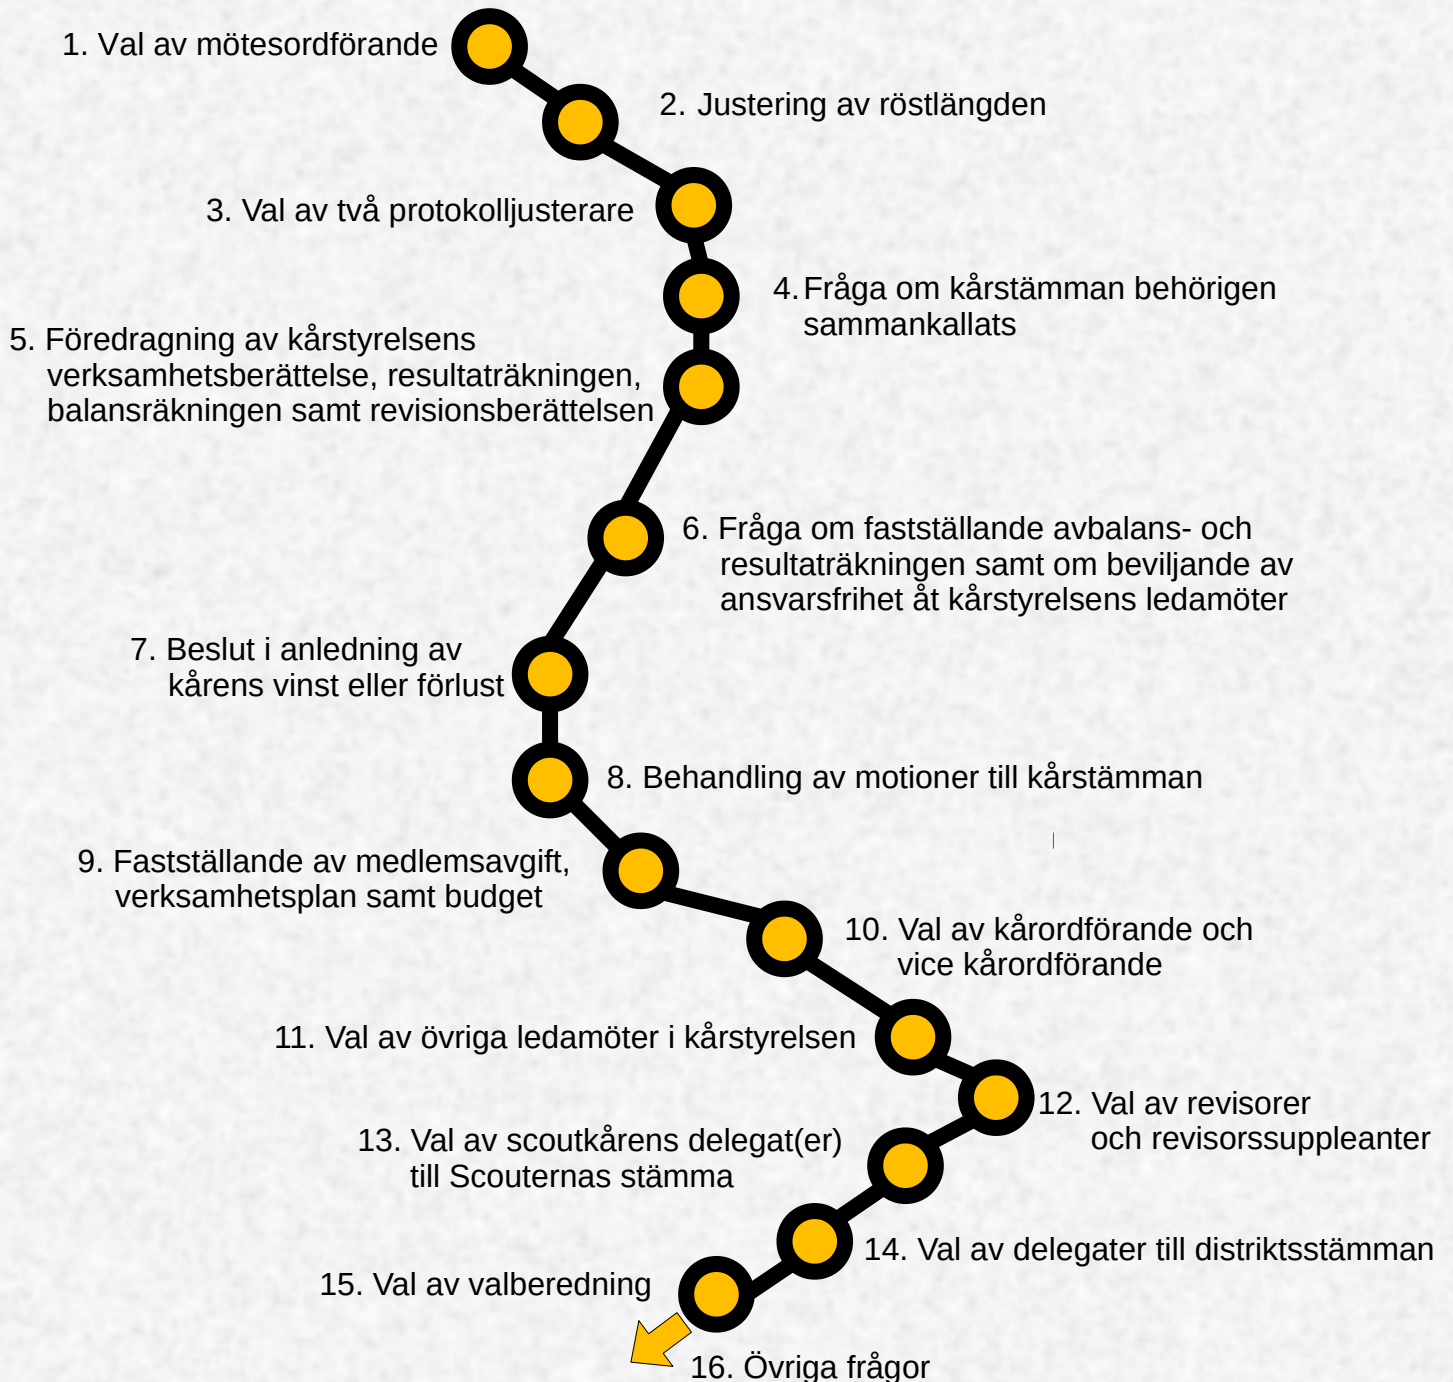 1. Val av mötesordförande
2. Justering av röstlängden
3. Val av två protokolljusterare
4. Fråga om kårstämman behörigen
sammankallats
5. Föredragning av kårstyrelsens
verksamhetsberättelse, resultaträkningen,
balansräkningen samt revisionsberättelsen
6. Fråga om fastställande avbalans- och
resultaträkningen samt om beviljande av
ansvarsfrihet åt kårstyrelsens ledamöter
7. Beslut i anledning av
kårens vinst eller förlust
8. Behandling av motioner till kårstämman
9. Fastställande av medlemsavgift,
verksamhetsplan samt budget
10. Val av kårordförande och
vice kårordförande
11. Val av övriga ledamöter i kårstyrelsen
12. Val av revisorer
och revisorssuppleanter
13. Val av scoutkårens delegat(er)
till Scouternas stämma
14. Val av delegater till distriktsstämman
15. Val av valberedning
16. Övriga frågor